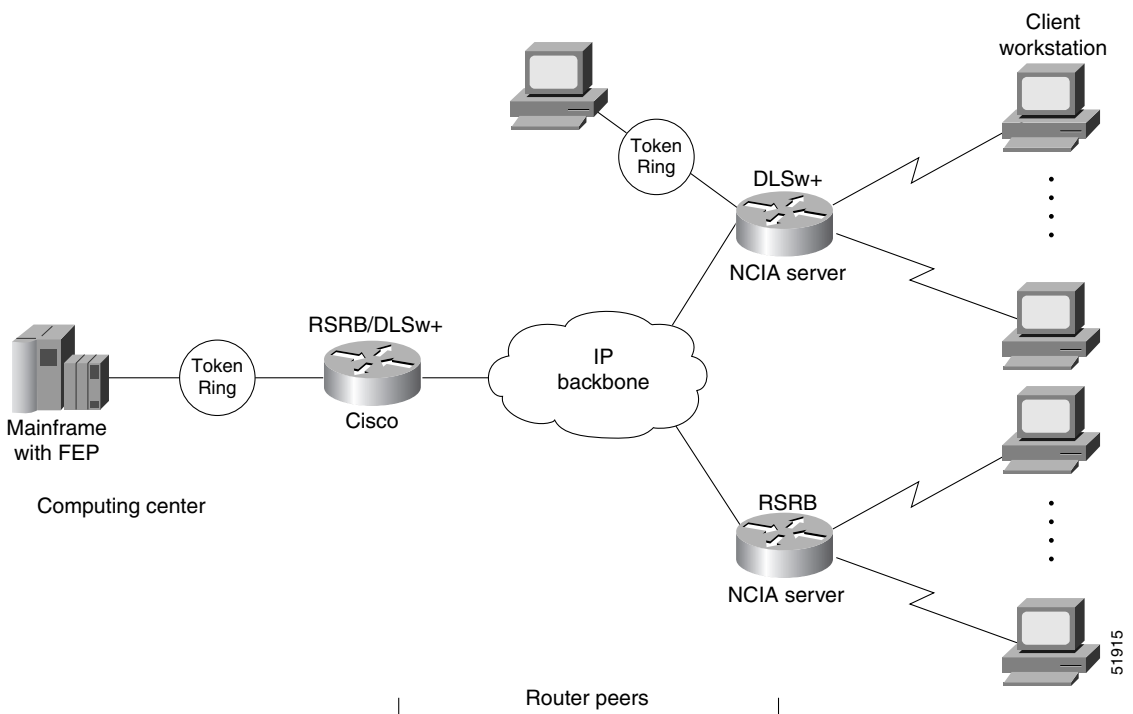 Client
workstation
Token
Ring
DLSw+
NCIA server
RSRB/DLSw+
Token
Ring
IP
backbone
Cisco
Mainframe
with FEP
Computing center
RSRB
NCIA server
51915
Router peers